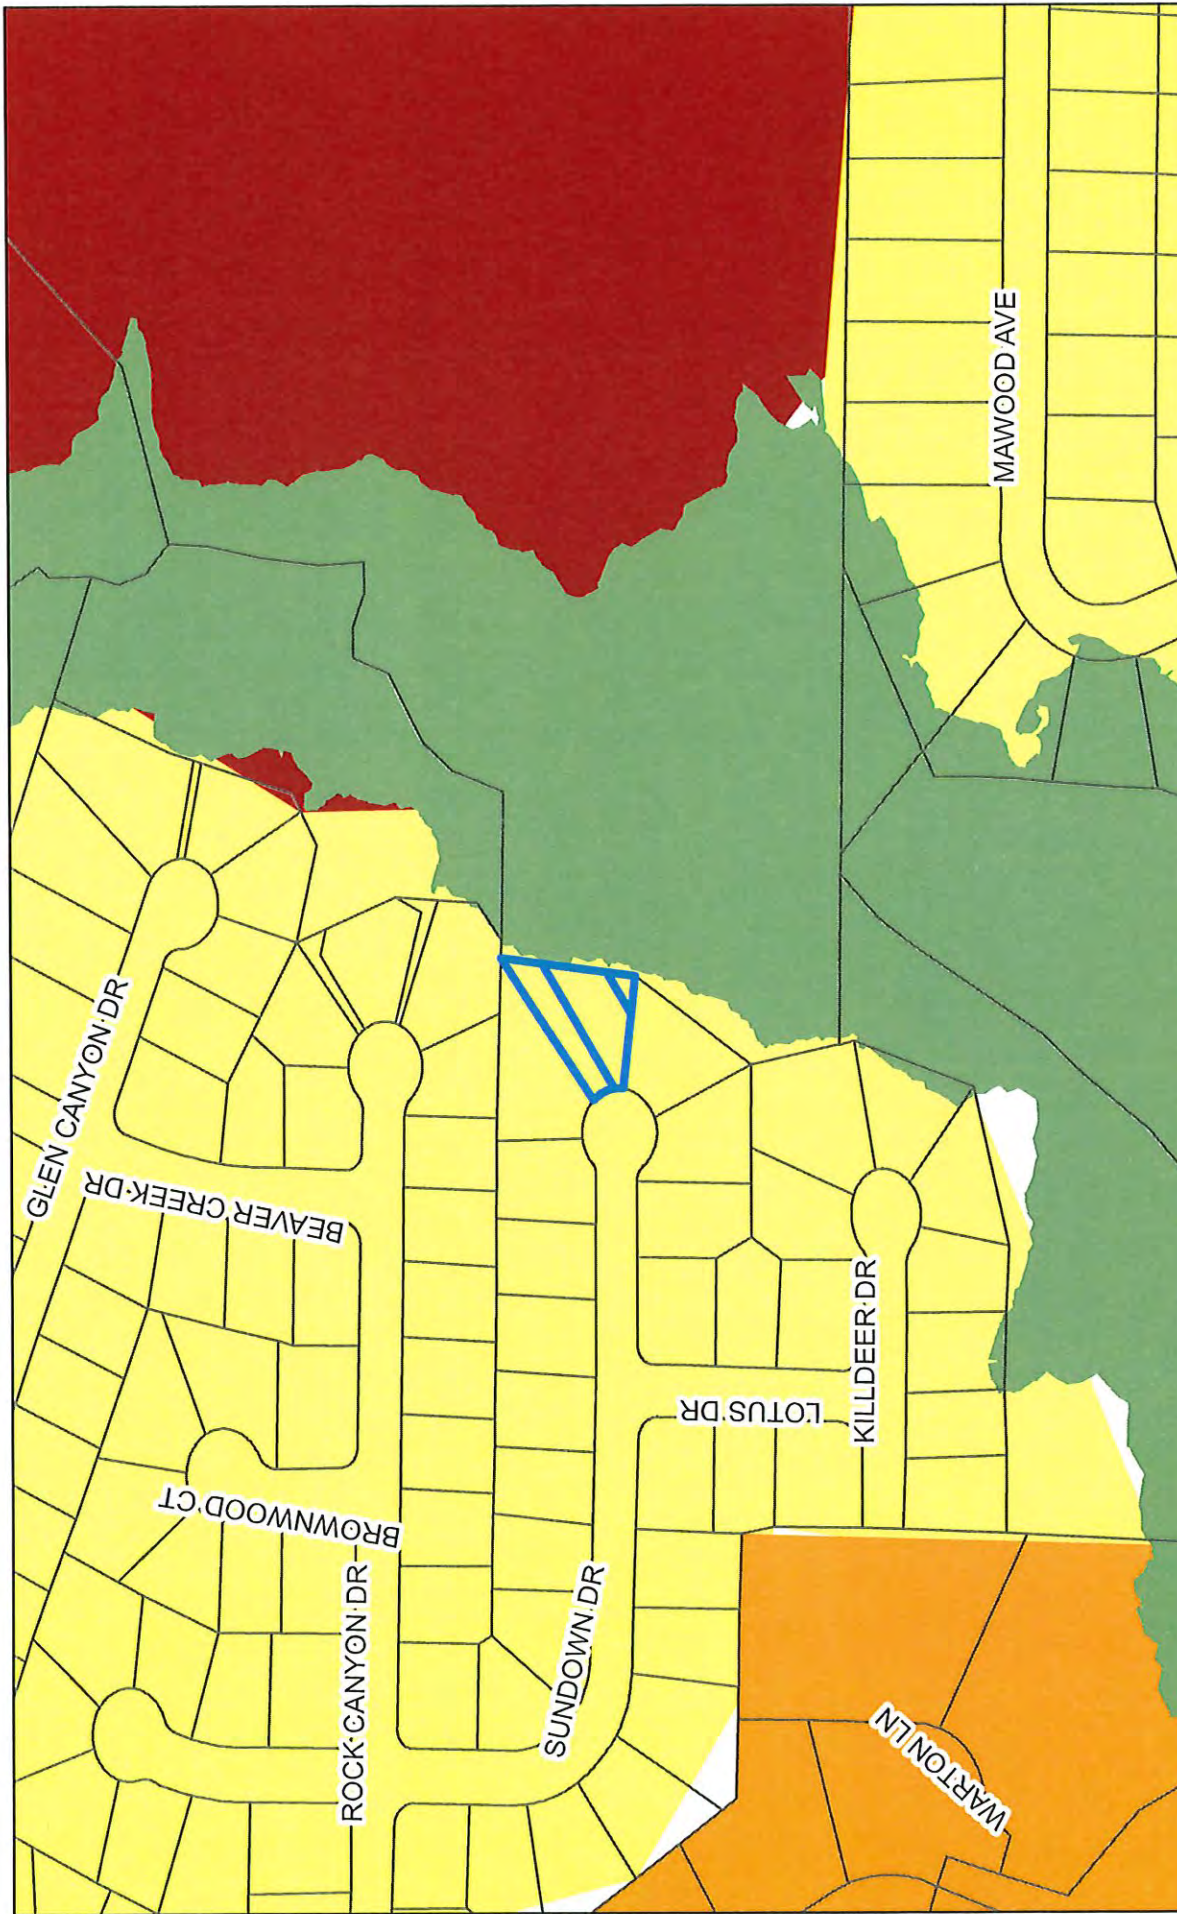 MAWOOD AVE
GLEN CANYON DR
BEAVER CREEK DR
KILLDEER DR
LOTUS DR
BROWNWOOD CT
ROCK CANYON DR
SUNDOWN DR
WARTON LN